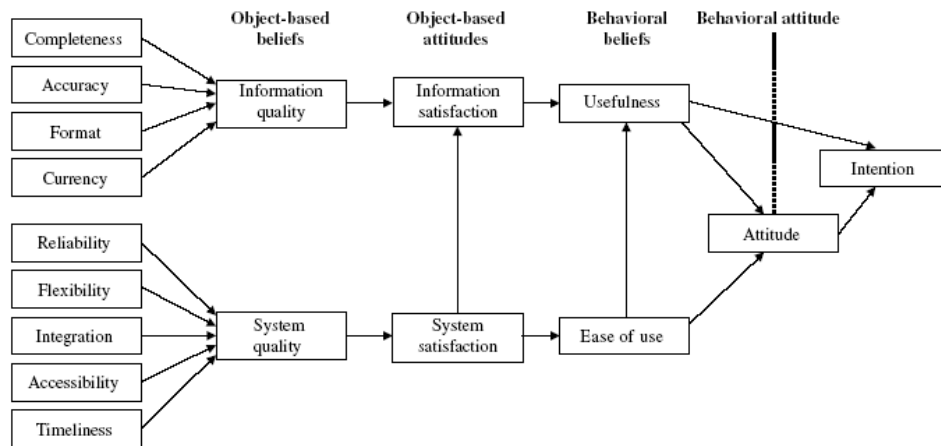 Object-based
beliefs
Object-based
attitudes
Behavioral
beliefs
Behavioral attitude
Completeness
Accuracy
Format
Currency
Reliability
Flexibility
Integration
Accessibility
Timeliness
Information
quality
System
quality
Information
satisfaction
System
satisfaction
Usefulness
Ease of use
Attitude
Intention